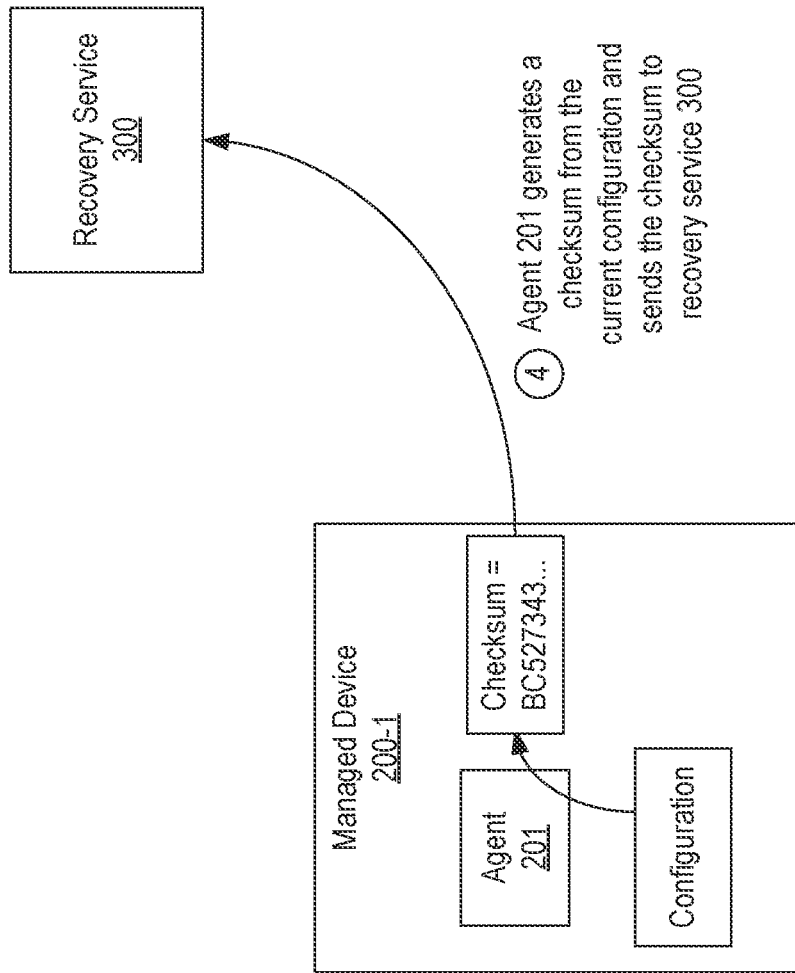 Recovery Service
300
4
Agent 201 generates a
checksum from the
current configuration and
sends the checksum to
recovery service 300
Managed Device
200-1
Agent
201
Checksum =
BC527343...
Configuration